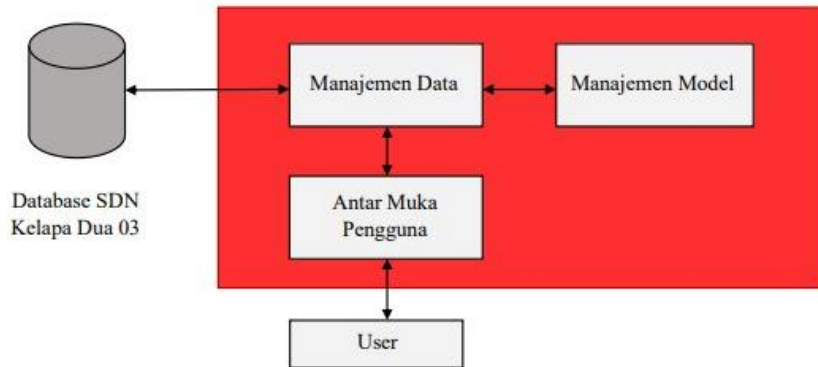 Manajemen Data
Manajemen Model
Database SDN
Kelapa Dua 03
Antar Muka
Pengguna
User